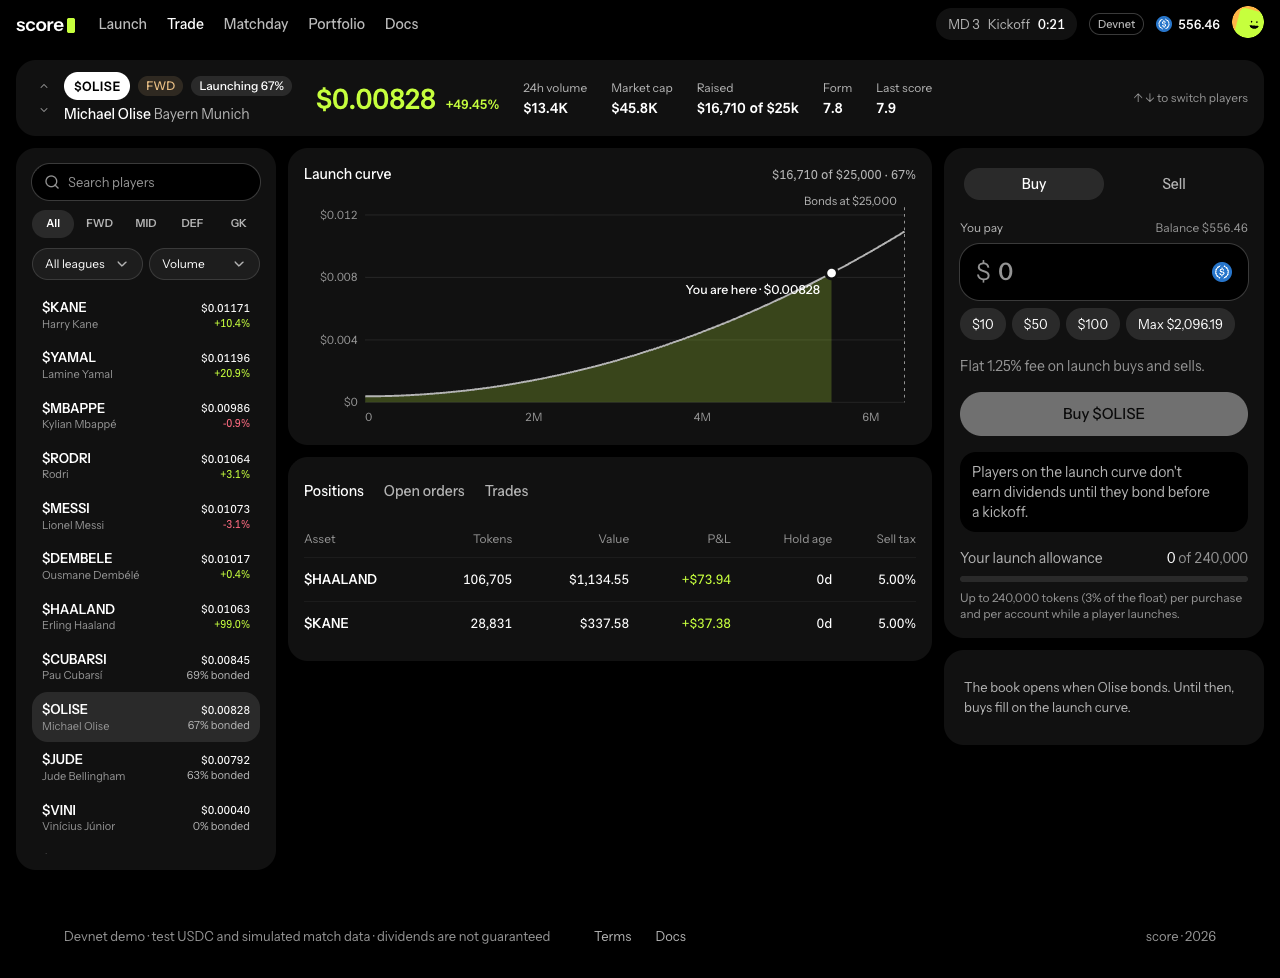 score
Launch
Trade
Matchday
Portfolio
Docs
MD 3 Kickoff 0:21
Devnet
556.46
$OLISE
FWD
Launching 67%
Michael Olise Bayern Munich
$0.00828 +49.45%
24h volume
$13.4K
Market cap
$45.8K
Raised
$16,710 of $25k
Form
7.8
Last score
7.9
↑↓ to switch players
Search players
All
FWD
MID
DEF
GK
All leagues
Volume
$KANE $0.01171
Harry Kane +10.4%
$YAMAL $0.01196
Lamine Yamal +20.9%
$MBAPPE $0.00986
Kylian Mbappé -0.9%
$RODRI $0.01064
Rodri +3.1%
$MESSI $0.01073
Lionel Messi -3.1%
$DEMBELE $0.01017
Ousmane Dembélé +0.4%
$HAALAND $0.01063
Erling Haaland +99.0%
$CUBARSI $0.00845
Pau Cubarsí 69% bonded
$OLISE $0.00828
Michael Olise 67% bonded
$JUDE $0.00792
Jude Bellingham 63% bonded
$VINI $0.00040
Vinícius Júnior 0% bonded
Launch curve
$16,710 of $25,000 · 67%
Bonds at $25,000
$0.012
$0.008
You are here · $0.00828
$0.004
$0
0 2M 4M 6M
Positions
Open orders
Trades
Asset Tokens Value P&L Hold age Sell tax
$HAALAND 106,705 $1,134.55 +$73.94 0d 5.00%
$KANE 28,831 $337.58 +$37.38 0d 5.00%
Buy
Sell
You pay
Balance $556.46
$ 0
$10
$50
$100
Max $2,096.19
Flat 1.25% fee on launch buys and sells.
Buy $OLISE
Players on the launch curve don't
earn dividends until they bond before
a kickoff.
Your launch allowance 0 of 240,000
Up to 240,000 tokens (3% of the float) per purchase
and per account while a player launches.
The book opens when Olise bonds. Until then,
buys fill on the launch curve.
Devnet demo · test USDC and simulated match data · dividends are not guaranteed
Terms
Docs
score · 2026